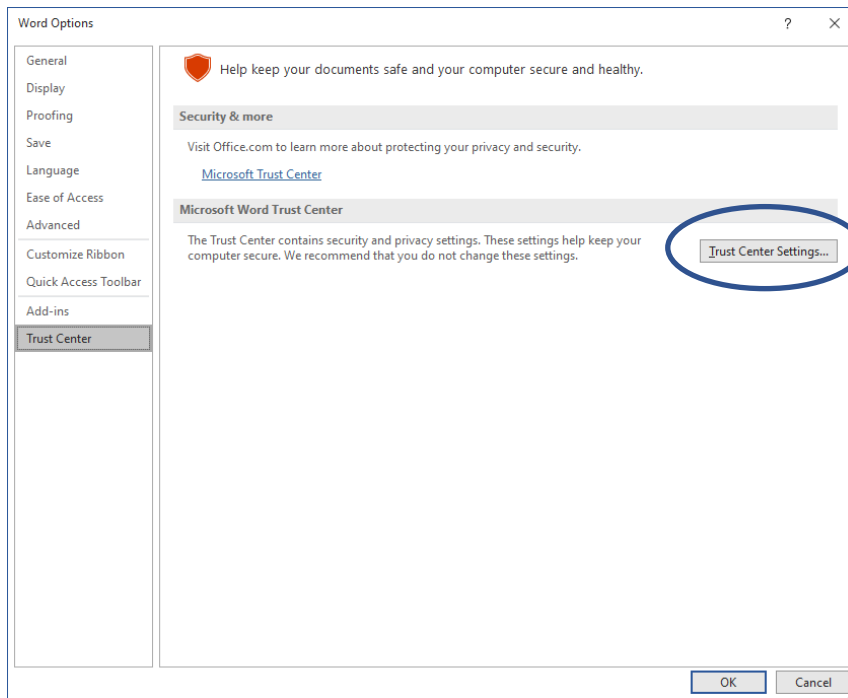 Word Options
?
General
Display
Proofing
Save
Language
Ease of Access
Advanced
Customize Ribbon
Quick Access Toolbar
Add-ins
Trust Center
Help keep your documents safe and your computer secure and healthy.
Security & more
Visit Office.com to learn more about protecting your privacy and security.
Microsoft Trust Center
Microsoft Word Trust Center
The Trust Center contains security and privacy settings. These settings help keep your
computer secure. We recommend that you do not change these settings.
Trust Center Settings...
OK
Cancel